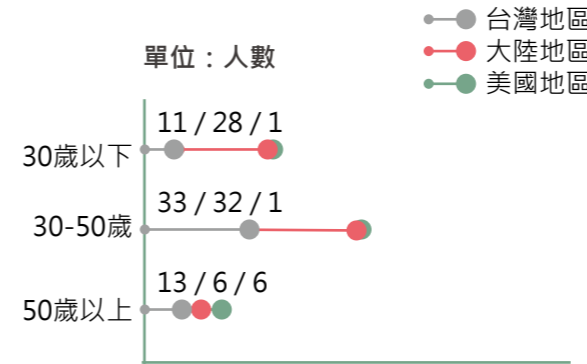 台灣地區
大陸地區
美國地區
單位：人數
11 / 28 / 1
30歲以下
33 / 32 / 1
30-50歲
13 / 6 / 6
50歲以上